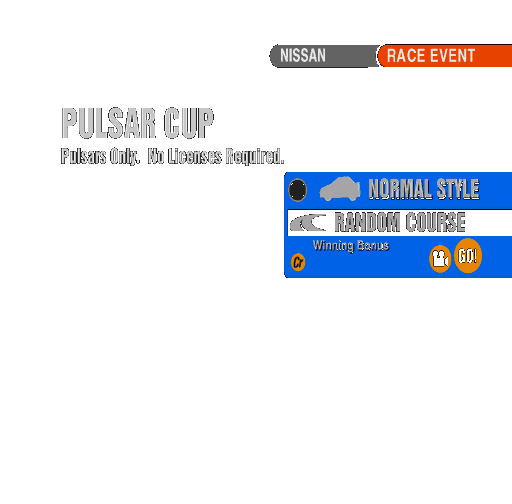 NISSAN RACE EVENT
PULSAR CUP
Pulsars Only. No Licenses Required.
NORMAL STYLE
RANDOM COURSE
Winning Bonus
Cr GO!